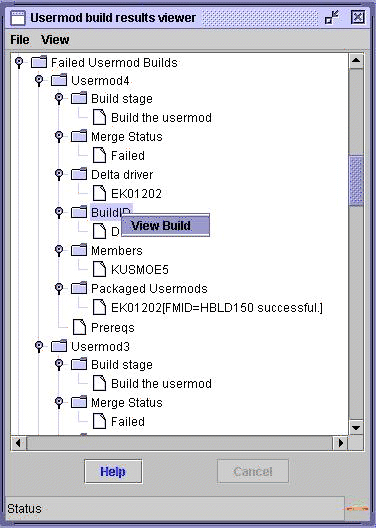 Usermod build results viewer
File View
Failed Usermod Builds
Usermod4
Build stage
Build the usermod
Merge Status
Failed
Delta driver
EK01202
BuildID
View Build
D
Members
KUSMOE5
Packaged Usermods
EK01202[FMID=HBLD150 successful.]
Prereqs
Usermod3
Build stage
Build the usermod
Merge Status
Failed
Help Cancel
Status